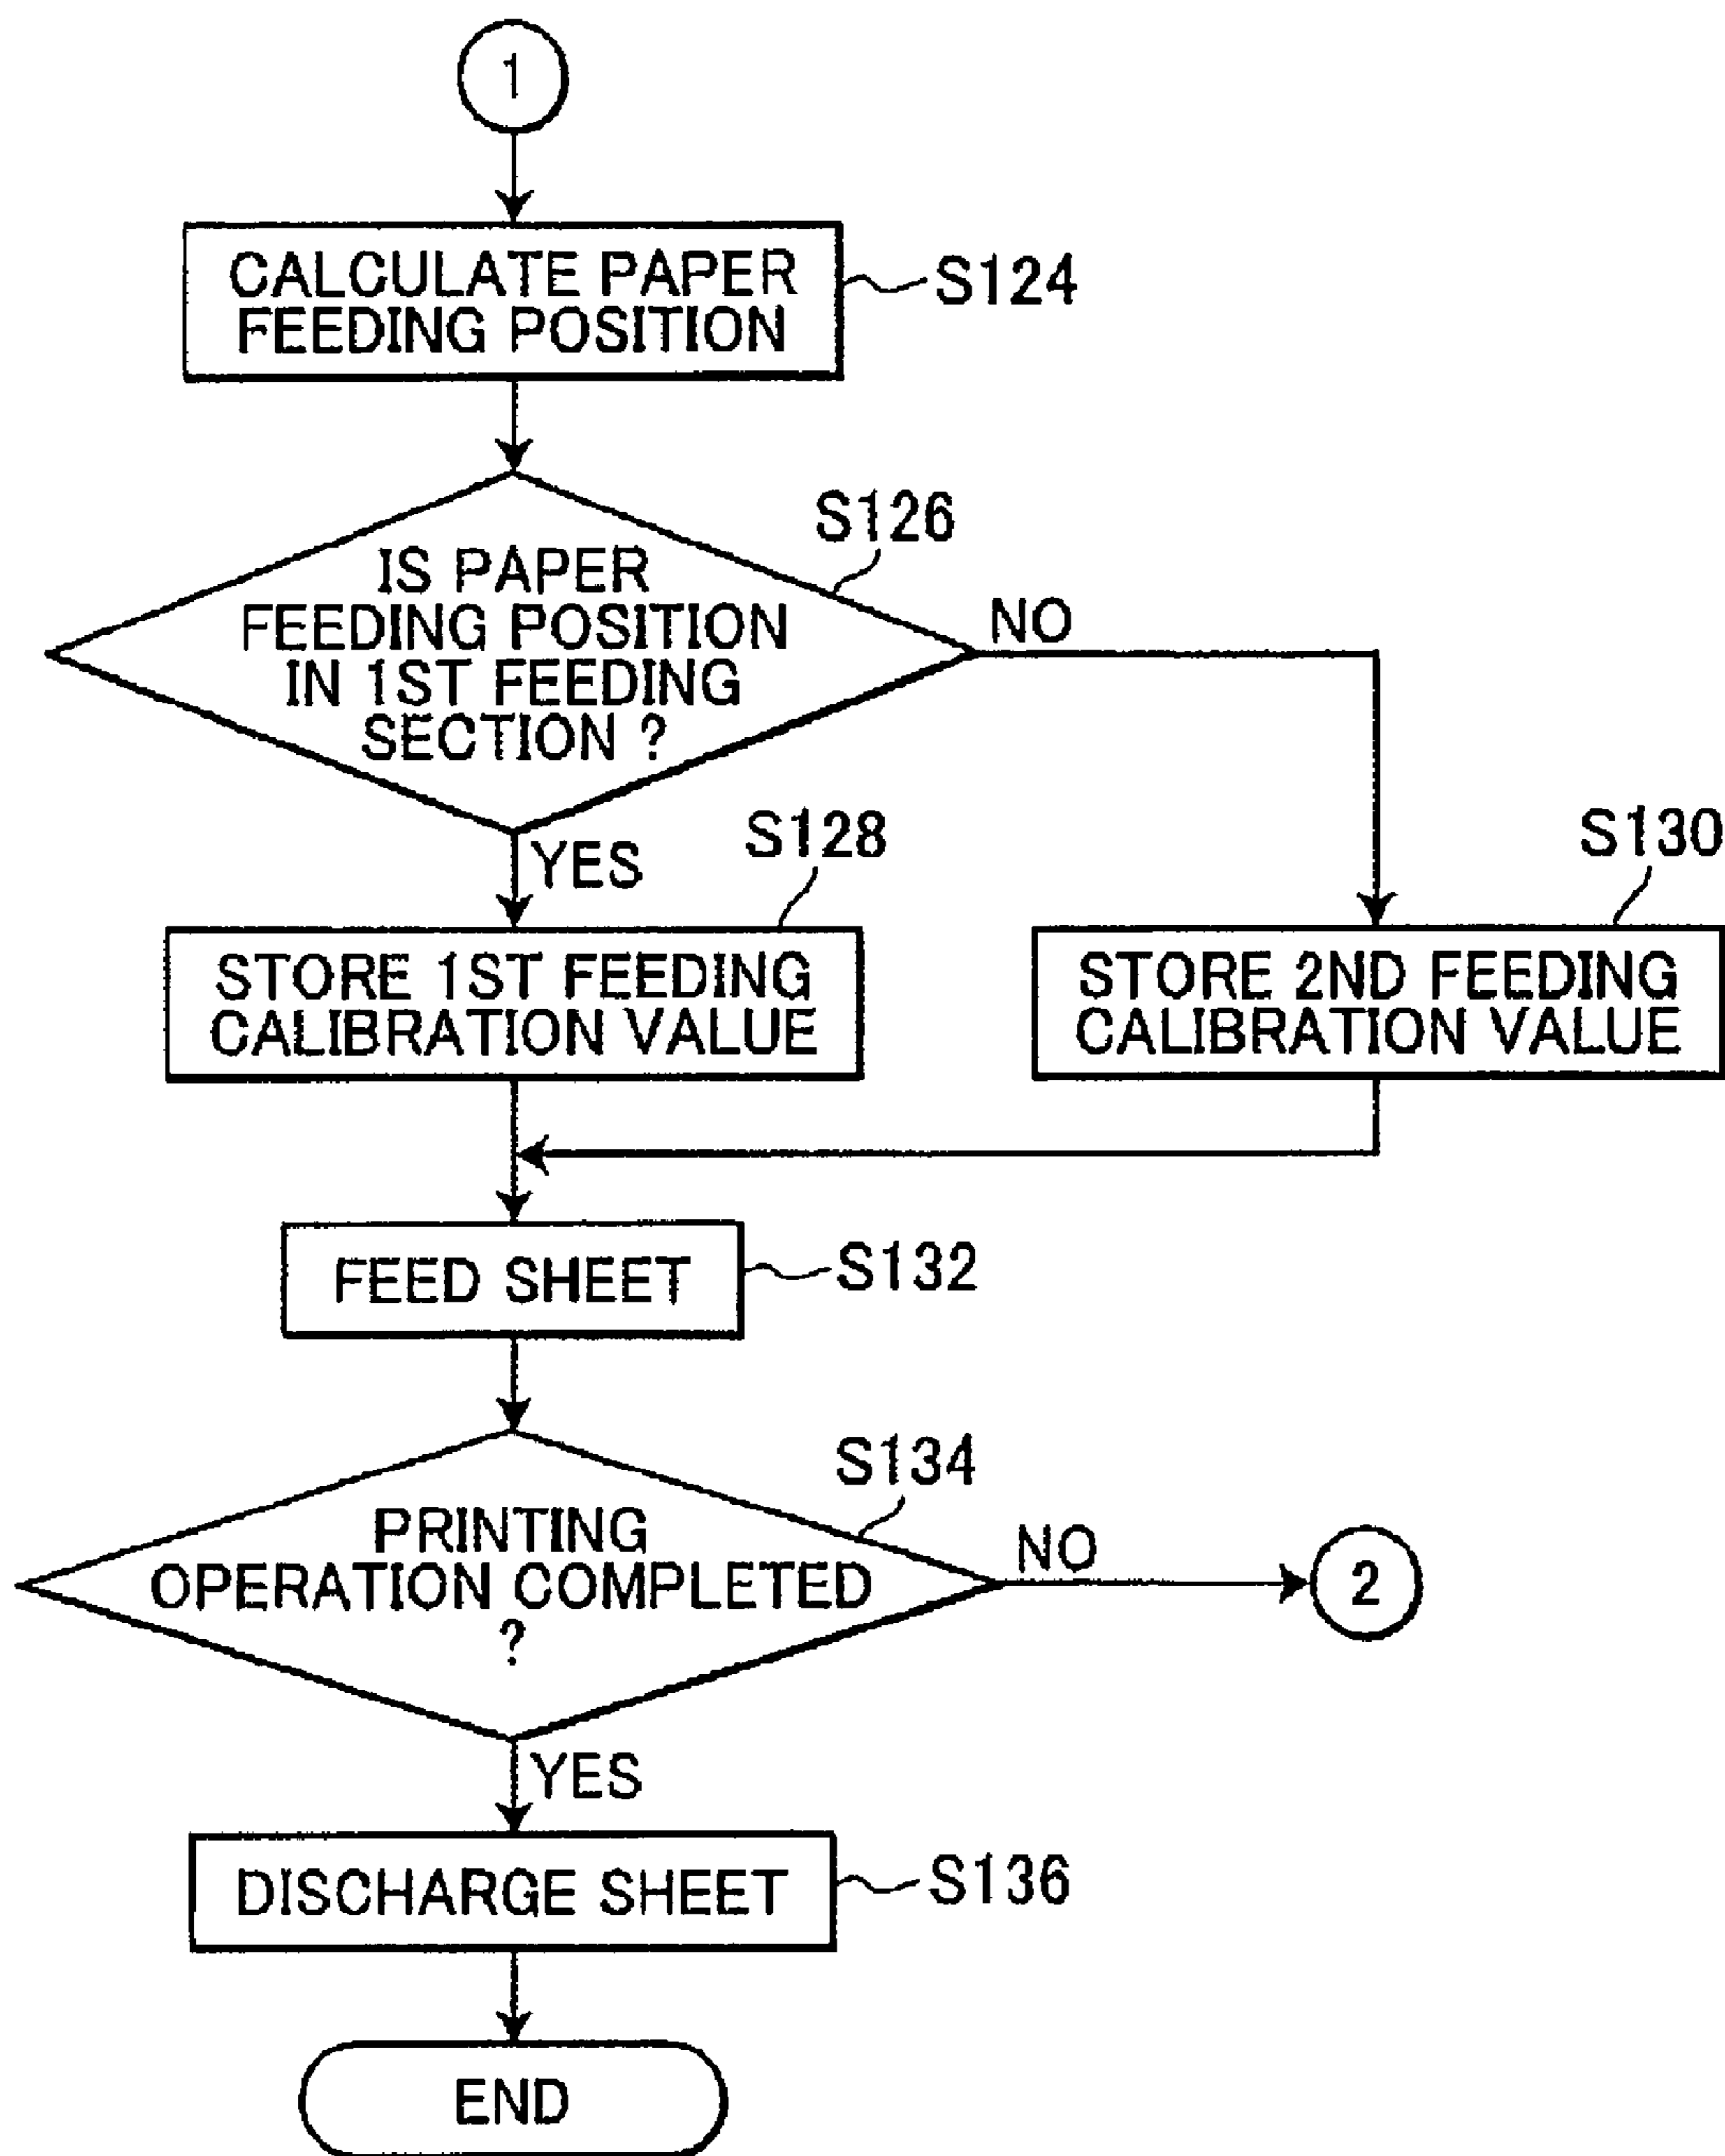 1
CALCULATE PAPER
FEEDING POSITION
S124
S126
IS PAPER
FEEDING POSITION
IN 1ST FEEDING
SECTION ?
NO
YES
S128
S130
STORE 1ST FEEDING
CALIBRATION VALUE
STORE 2ND FEEDING
CALIBRATION VALUE
FEED SHEET
S132
S134
PRINTING
OPERATION COMPLETED
?
NO
2
YES
DISCHARGE SHEET
S136
END